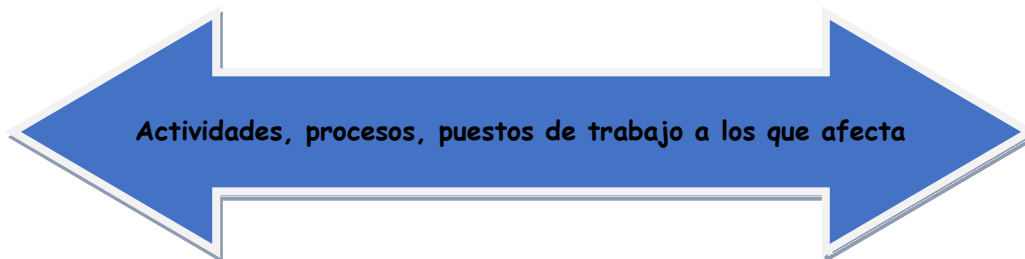 Actividades, procesos, puestos de trabajo a los que afecta